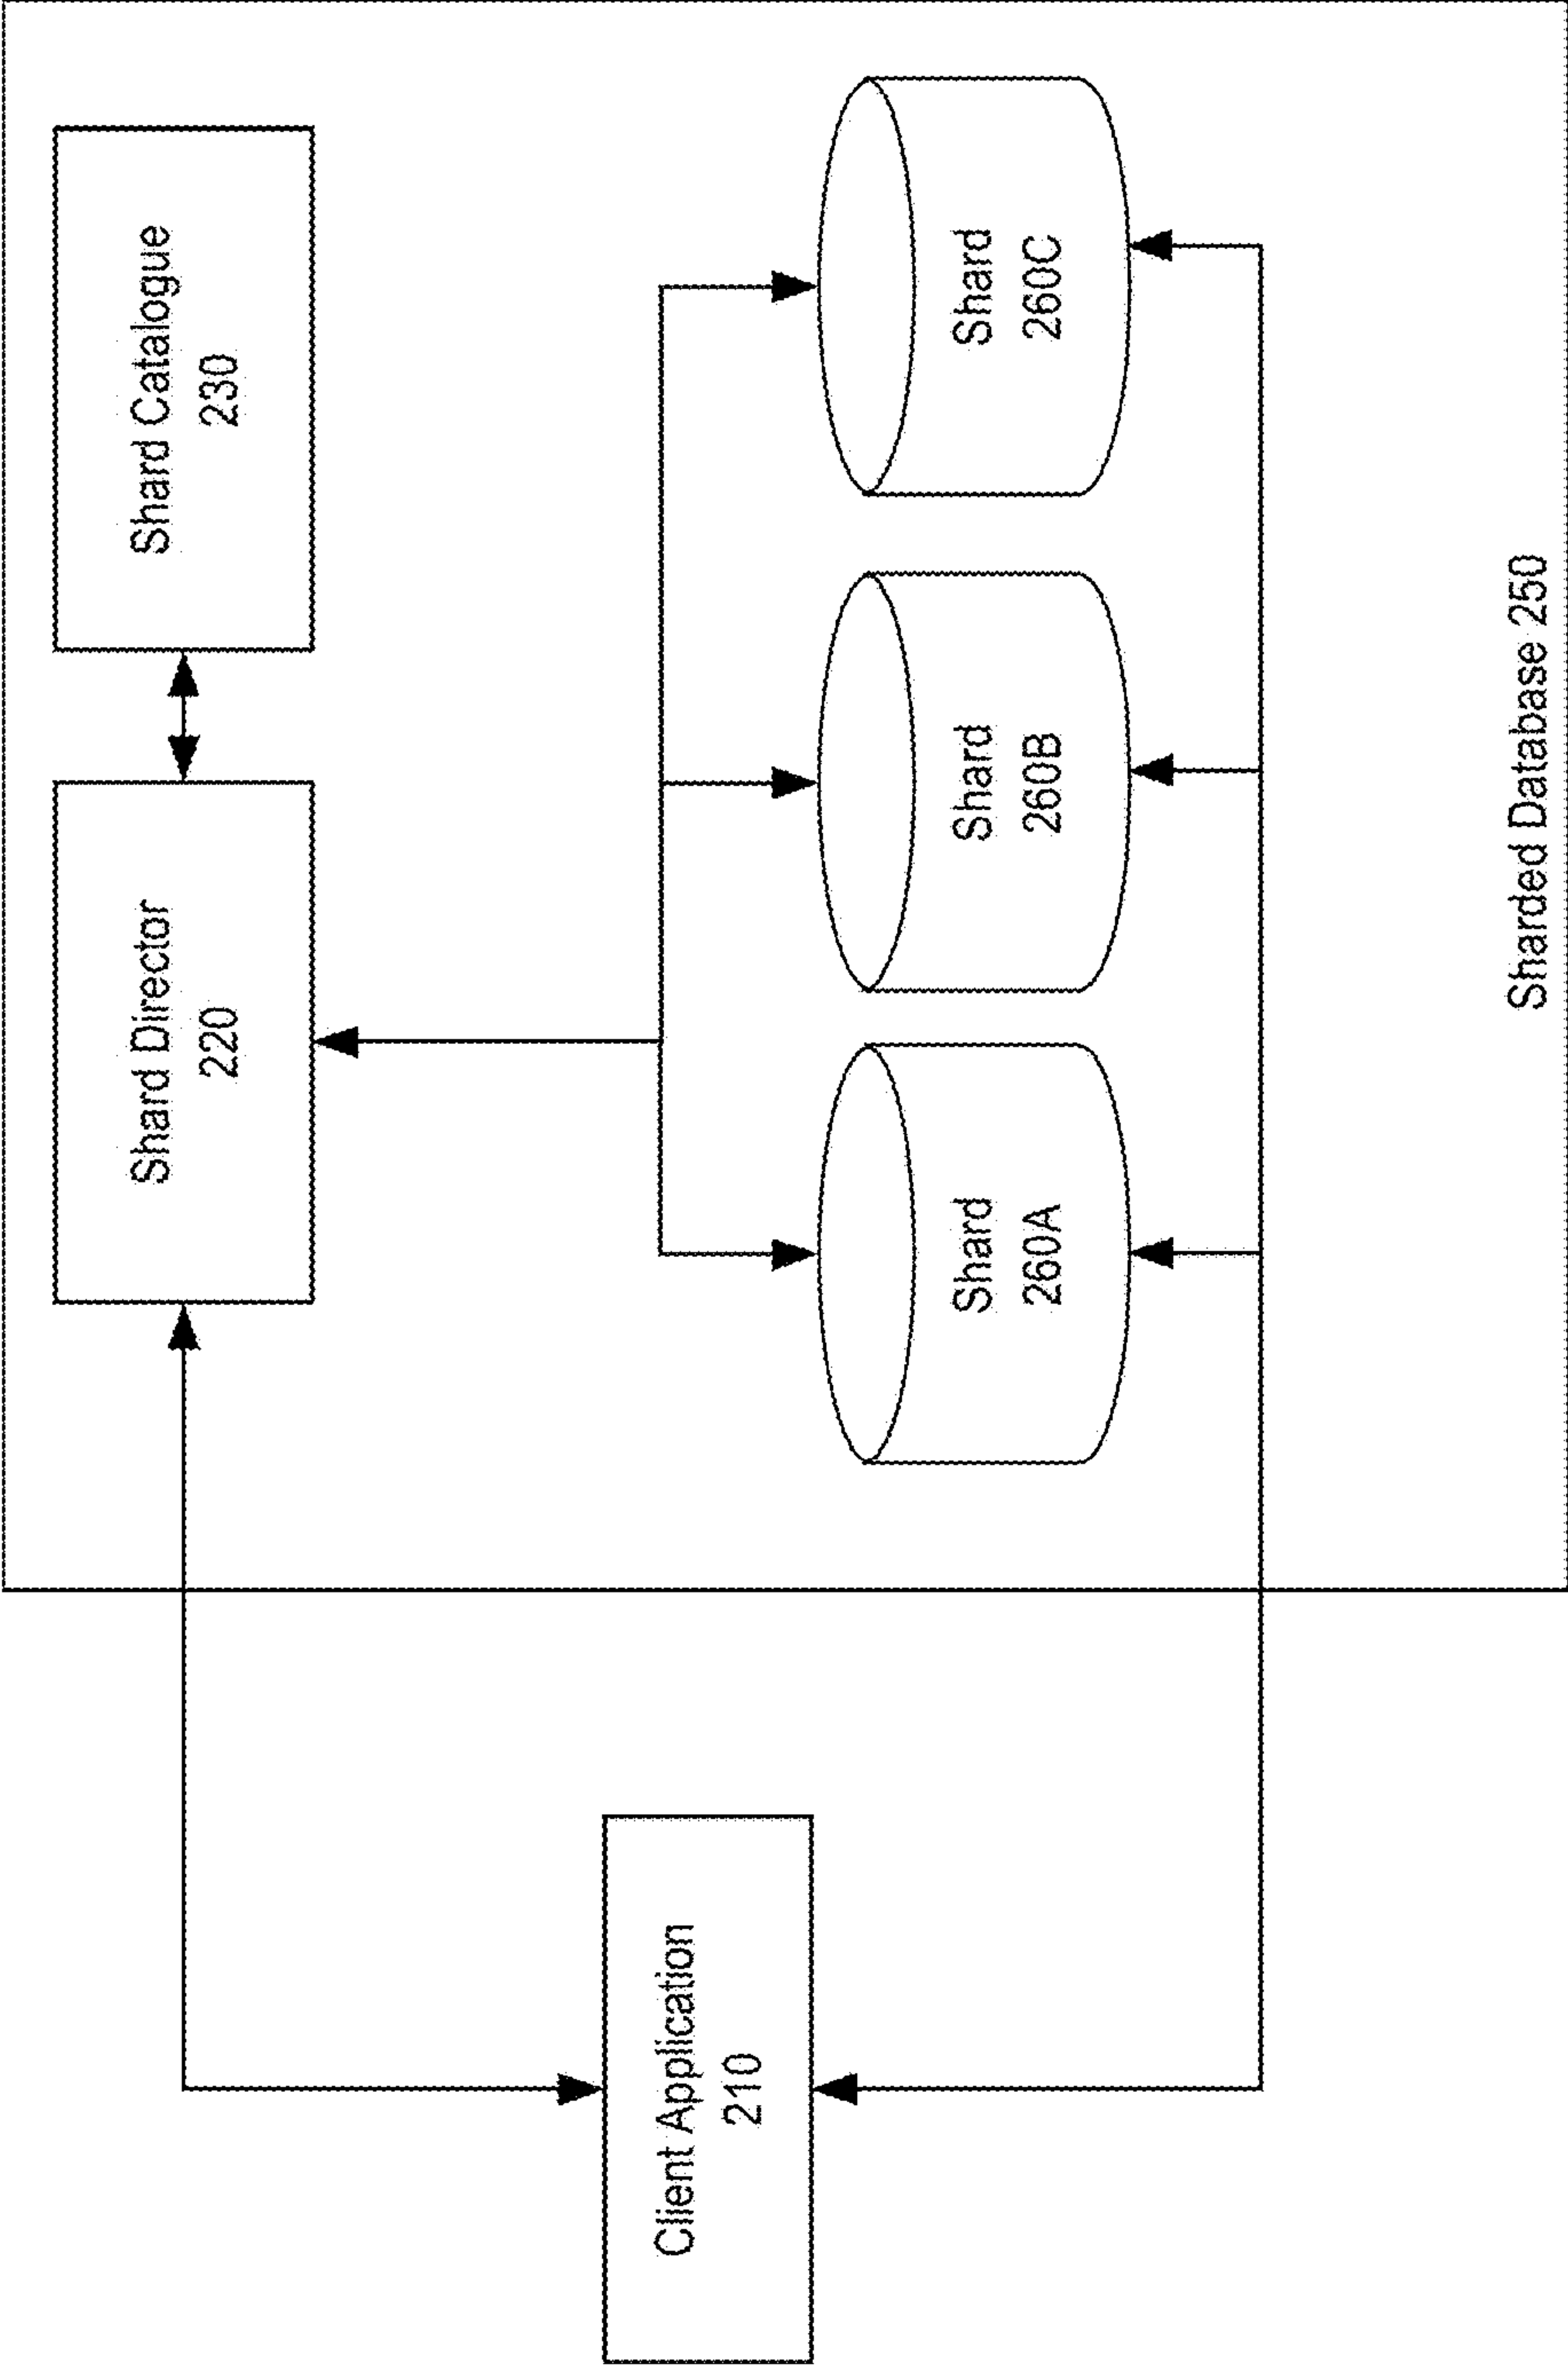 Client Application
210
Shard Director
220
Shard Catalogue
230
Shard
260A
Shard
260B
Shard
260C
Sharded Database 250